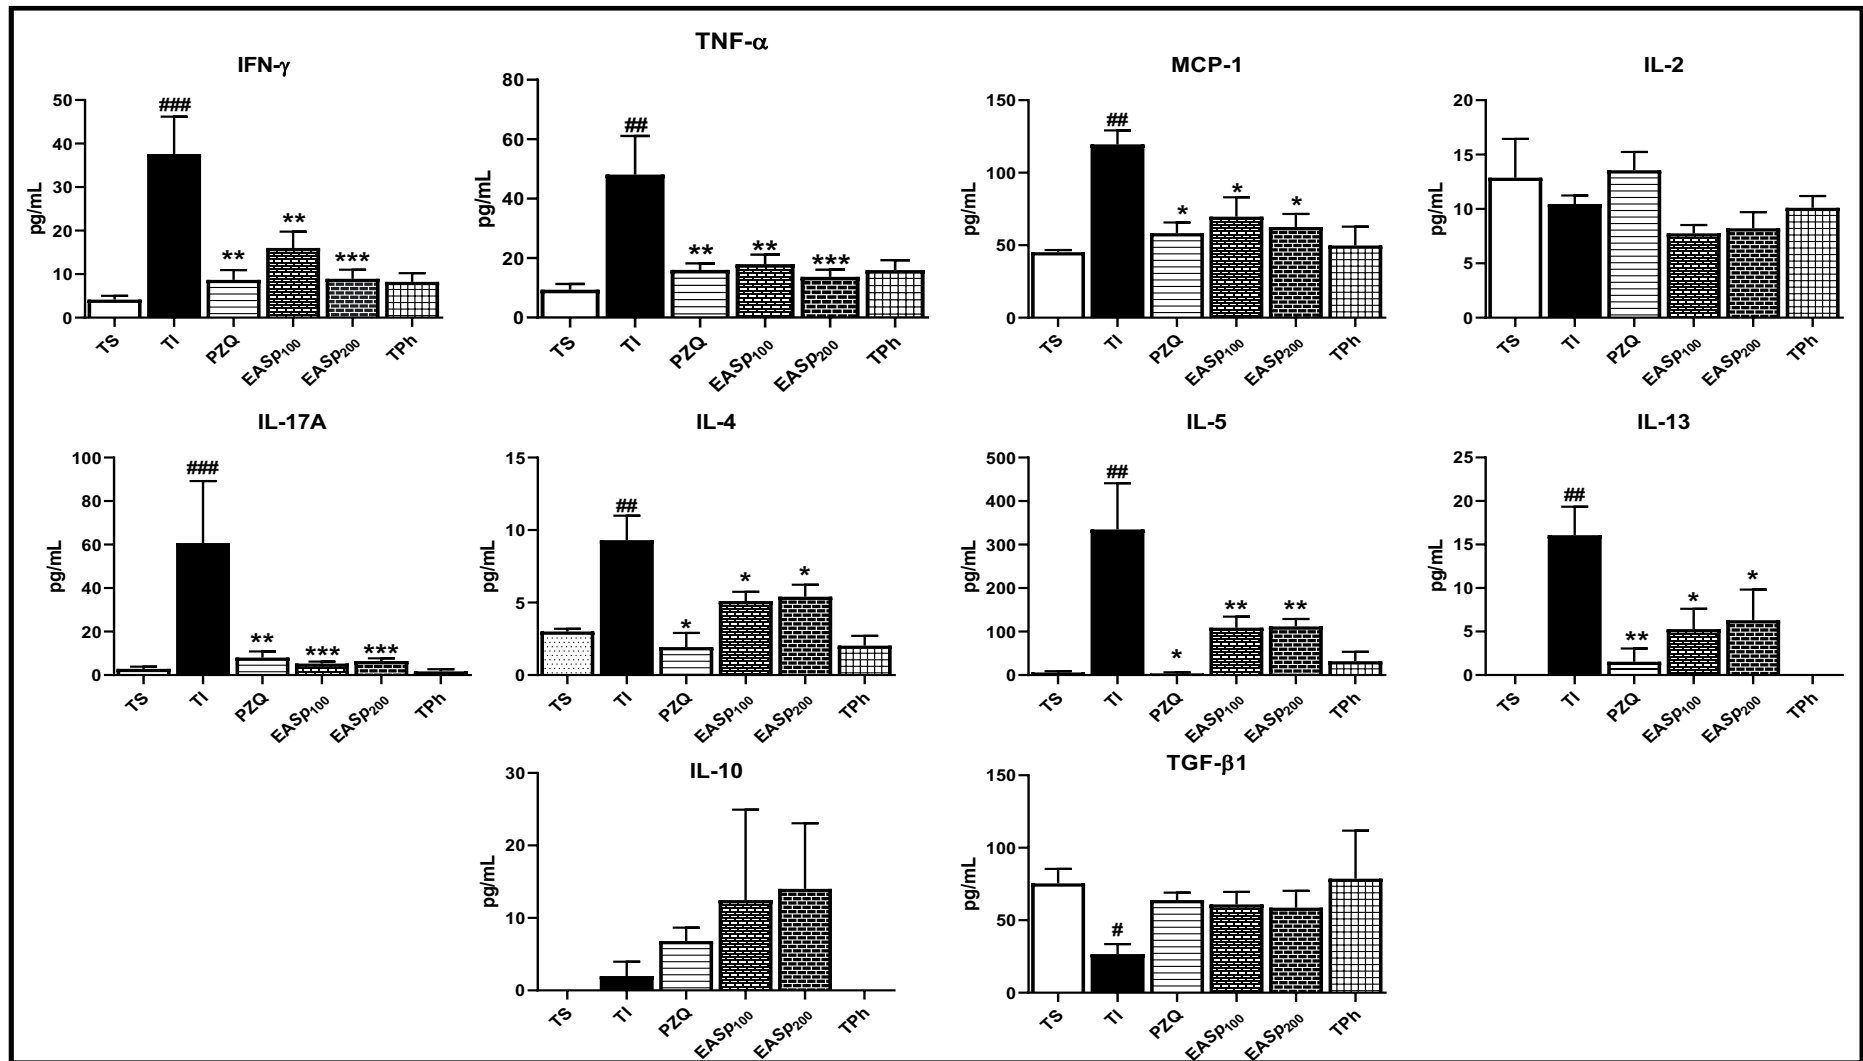 IFN-γ
pg/mL
50
40
30
20
10
0
###
**
**
***
TS
TI
PZQ
EASp₁₀₀
EASp₂₀₀
TPh
TNF-α
pg/mL
80
60
40
20
0
##
**
**
***
TS
TI
PZQ
EASp₁₀₀
EASp₂₀₀
TPh
MCP-1
pg/mL
150
100
50
0
##
*
*
*
TS
TI
PZQ
EASp₁₀₀
EASp₂₀₀
TPh
IL-2
pg/mL
20
15
10
5
0
TS
TI
PZQ
EASp₁₀₀
EASp₂₀₀
TPh
IL-17A
pg/mL
100
80
60
40
20
0
###
**
***
***
TS
TI
PZQ
EASp₁₀₀
EASp₂₀₀
TPh
IL-4
pg/mL
15
10
5
0
##
*
*
*
TS
TI
PZQ
EASp₁₀₀
EASp₂₀₀
TPh
IL-5
pg/mL
500
400
300
200
100
0
##
*
**
**
TS
TI
PZQ
EASp₁₀₀
EASp₂₀₀
TPh
IL-13
pg/mL
25
20
15
10
5
0
##
**
*
*
TS
TI
PZQ
EASp₁₀₀
EASp₂₀₀
TPh
IL-10
pg/mL
30
20
10
0
TS
TI
PZQ
EASp₁₀₀
EASp₂₀₀
TPh
TGF-β1
pg/mL
150
100
50
0
#
TS
TI
PZQ
EASp₁₀₀
EASp₂₀₀
TPh